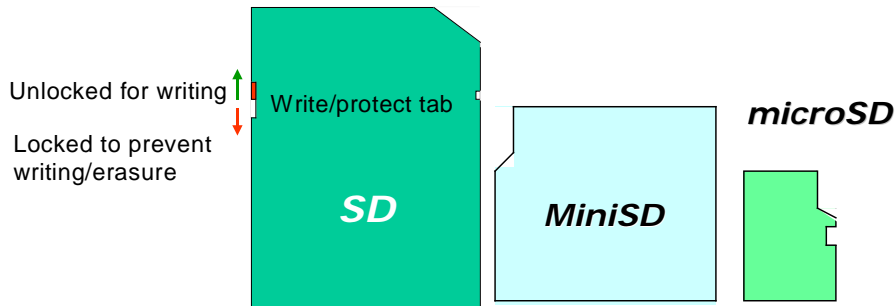 Unlocked for writing
Write/protect tab
Locked to prevent
writing/erasure
SD
MiniSD
microSD